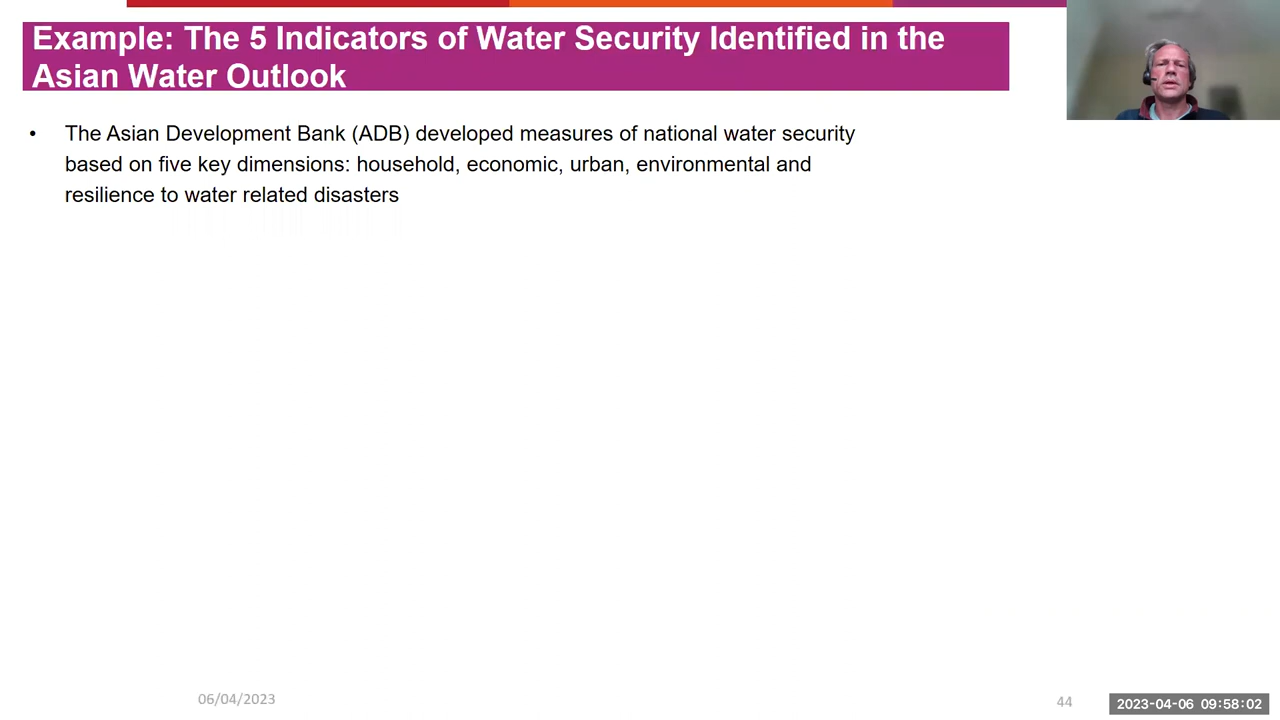 Example: The 5 Indicators of Water Security Identified in the
Asian Water Outlook
• The Asian Development Bank (ADB) developed measures of national water security
based on five key dimensions: household, economic, urban, environmental and
resilience to water related disasters
06/04/2023
44
2023-04-06 09:58:02